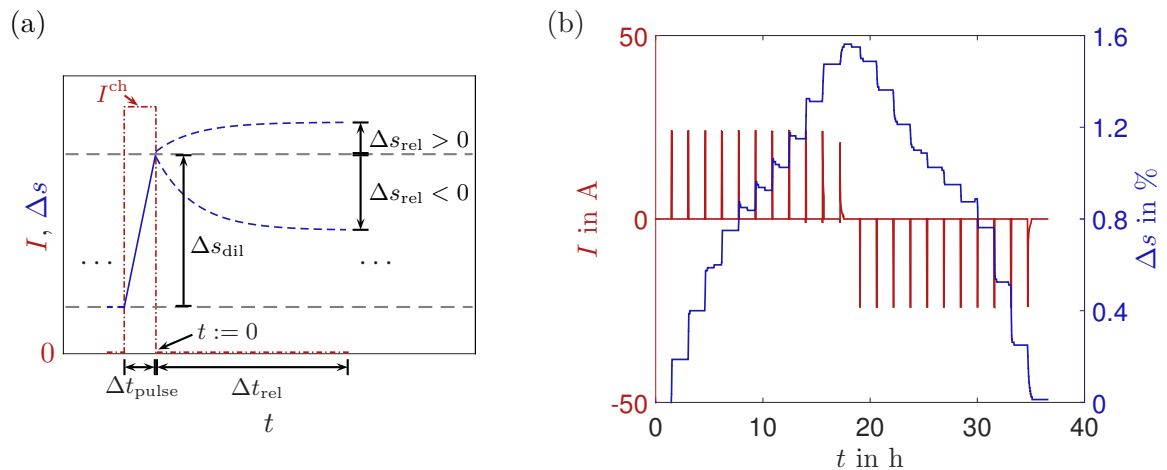 (a)
I^ch
Δs_rel > 0
Δs_rel < 0
Δs_dil
I, Δs
...
...
t := 0
0
Δt_pulse
Δt_rel
t
(b)
50
0
-50
I in A
1.6
1.2
0.8
0.4
0
Δs in %
0
10
20
30
40
t in h